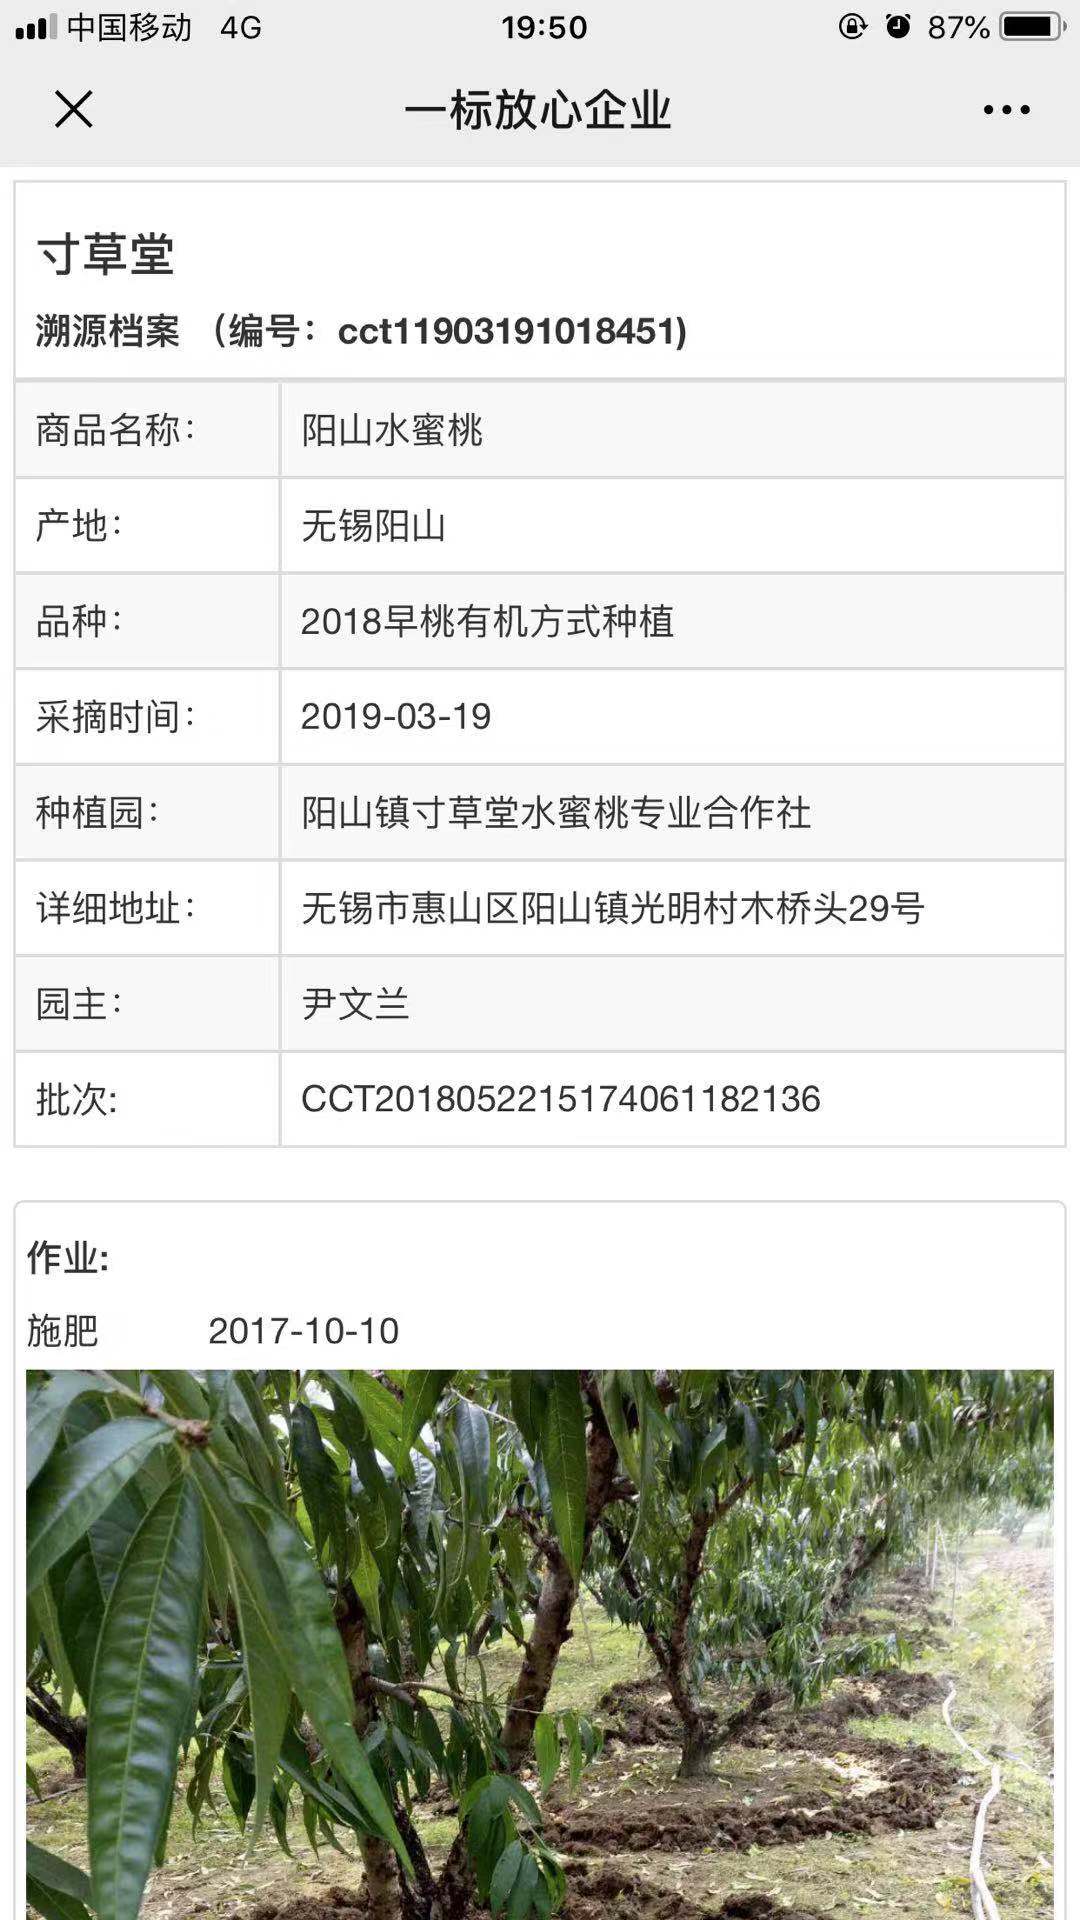 中国移动 4G 19:50 87%
一标放心企业
寸草堂
溯源档案 （编号：cct11903191018451)
商品名称： 阳山水蜜桃
产地： 无锡阳山
品种： 2018早桃有机方式种植
采摘时间： 2019-03-19
种植园： 阳山镇寸草堂水蜜桃专业合作社
详细地址： 无锡市惠山区阳山镇光明村木桥头29号
园主： 尹文兰
批次: CCT2018052215174061182136
作业:
施肥 2017-10-10